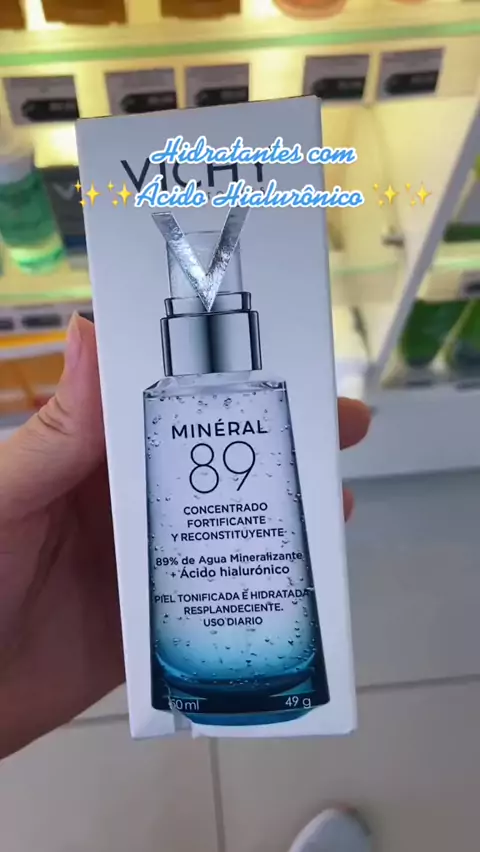 Hidratantes com
VICHY
✨✨Ácido Hialurônico ✨✨
MINÉRAL
89
CONCENTRADO
FORTIFICANTE
Y RECONSTITUYENTE
89% de Agua Mineralizante
+ Ácido hialurónico
PIEL TONIFICADA E HIDRATADA
RESPLANDECIENTE.
USO DIARIO
50ml 49 g